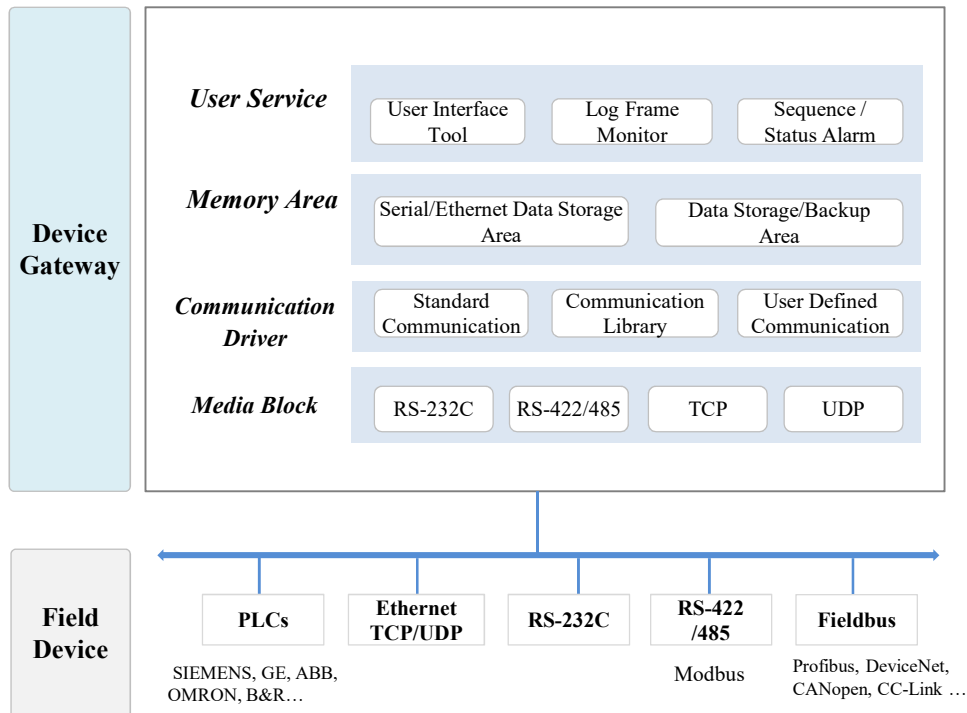 Device
Gateway
User Service
User Interface
Tool
Log Frame
Monitor
Sequence /
Status Alarm
Memory Area
Serial/Ethernet Data Storage
Area
Data Storage/Backup
Area
Communication
Driver
Standard
Communication
Communication
Library
User Defined
Communication
Media Block
RS-232C
RS-422/485
TCP
UDP
Field
Device
PLCs
SIEMENS, GE, ABB,
OMRON, B&R…
Ethernet
TCP/UDP
RS-232C
RS-422
/485
Modbus
Fieldbus
Profibus, DeviceNet,
CANopen, CC-Link …